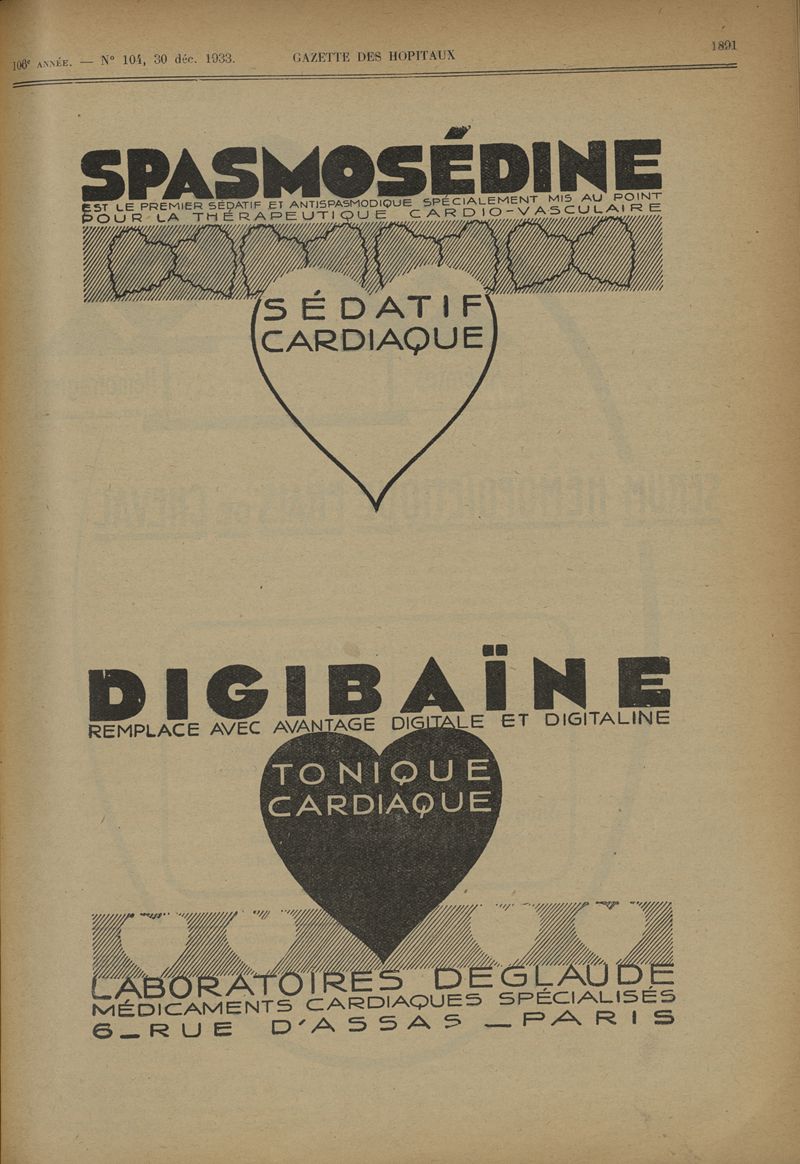 106e ANNÉE. — N° 104, 30 déc. 1933. GAZETTE DES HOPITAUX 1891
SPASMOSÉDINE
EST LE PREMIER SÉDATIF ET ANTISPASMODIQUE SPÉCIALEMENT MIS AU POINT
POUR LA THÉRAPEUTIQUE CARDIO-VASCULAIRE
SÉDATIF
CARDIAQUE
DIGIBAÏNE
REMPLACE AVEC AVANTAGE DIGITALE ET DIGITALINE
TONIQUE
CARDIAQUE
LABORATOIRES DEGLAUDE
MÉDICAMENTS CARDIAQUES SPÉCIALISÉS
6_RUE D'ASSAS _ PARIS